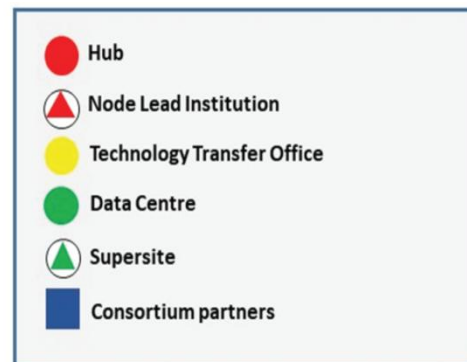 Hub
Node Lead Institution
Technology Transfer Office
Data Centre
Supersite
Consortium partners